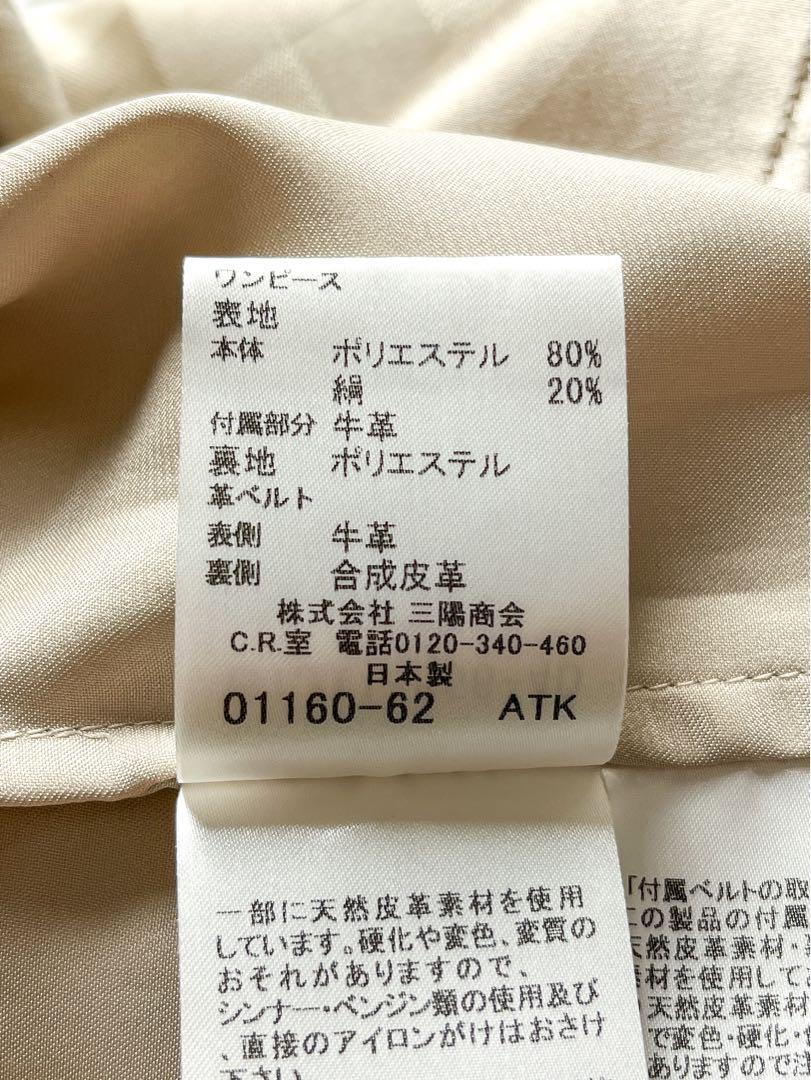 ワンピース
表地
本体 ポリエステル 80%
絹 20%
付属部分 牛革
裏地 ポリエステル
革ベルト
表側 牛革
裏側 合成皮革
株式会社 三陽商会
C.R.室 電話0120-340-460
日本製
01160-62 ATK
一部に天然皮革素材を使用
しています。硬化や変色、変質の
おそれがありますので、
シンナー・ベンジン類の使用及び
、直接のアイロンがけはおさけ
下さい。
「付属ベルトの取
この製品の付属
天然皮革素材・
素材を使用して
天然皮革素材
で変色・硬化・
ありますので注